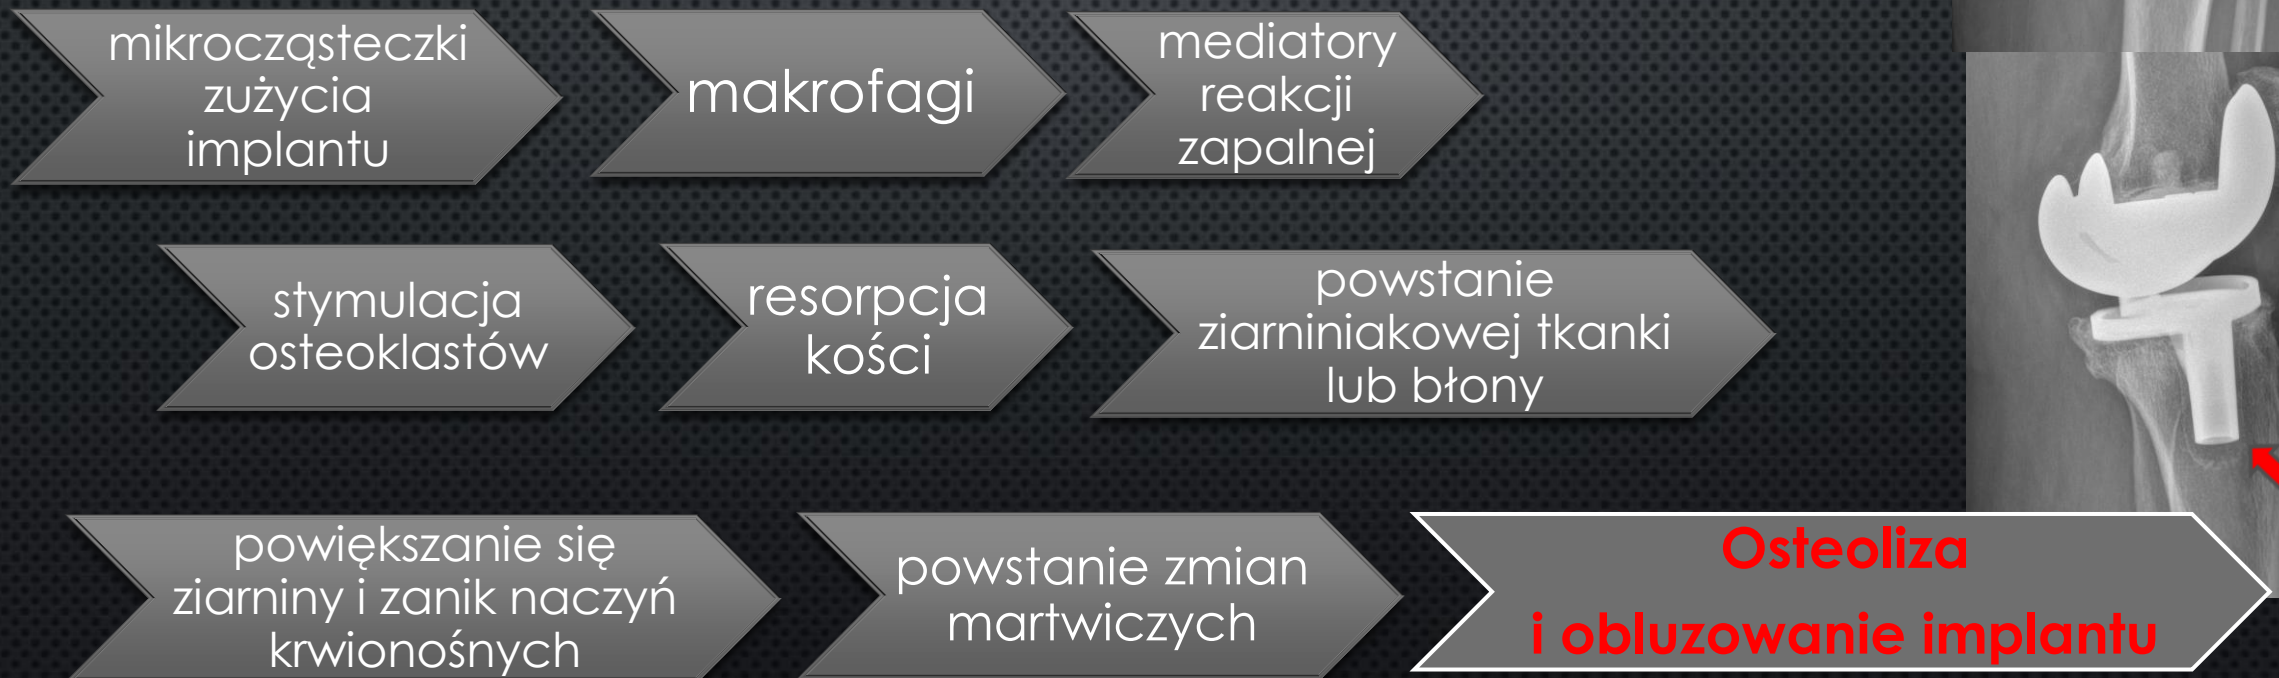 mikrocząsteczki
zużycia
implantu
makrofagi
mediatory
reakcji
zapalnej
stymulacja
osteoklastów
resorpcja
kości
powstanie
ziarniniakowej tkanki
lub błony
powiększanie się
ziarniny i zanik naczyń
krwionośnych
powstanie zmian
martwiczych
Osteoliza
i obluzowanie implantu